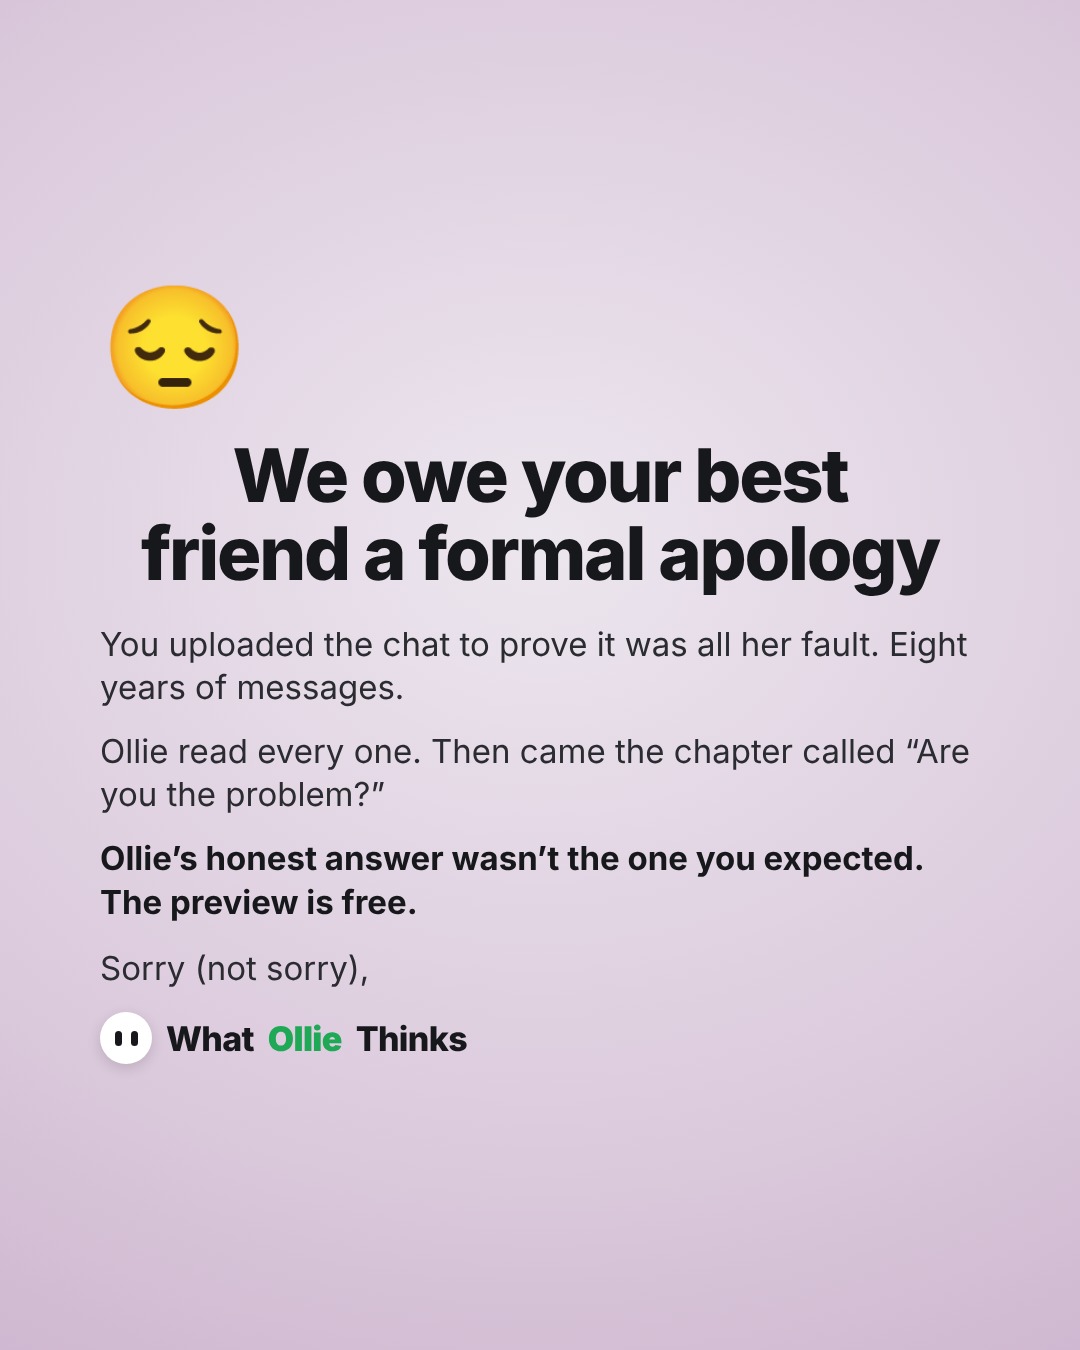 We owe your best
friend a formal apology
You uploaded the chat to prove it was all her fault. Eight
years of messages.
Ollie read every one. Then came the chapter called “Are
you the problem?”
Ollie’s honest answer wasn’t the one you expected.
The preview is free.
Sorry (not sorry),
What Ollie Thinks